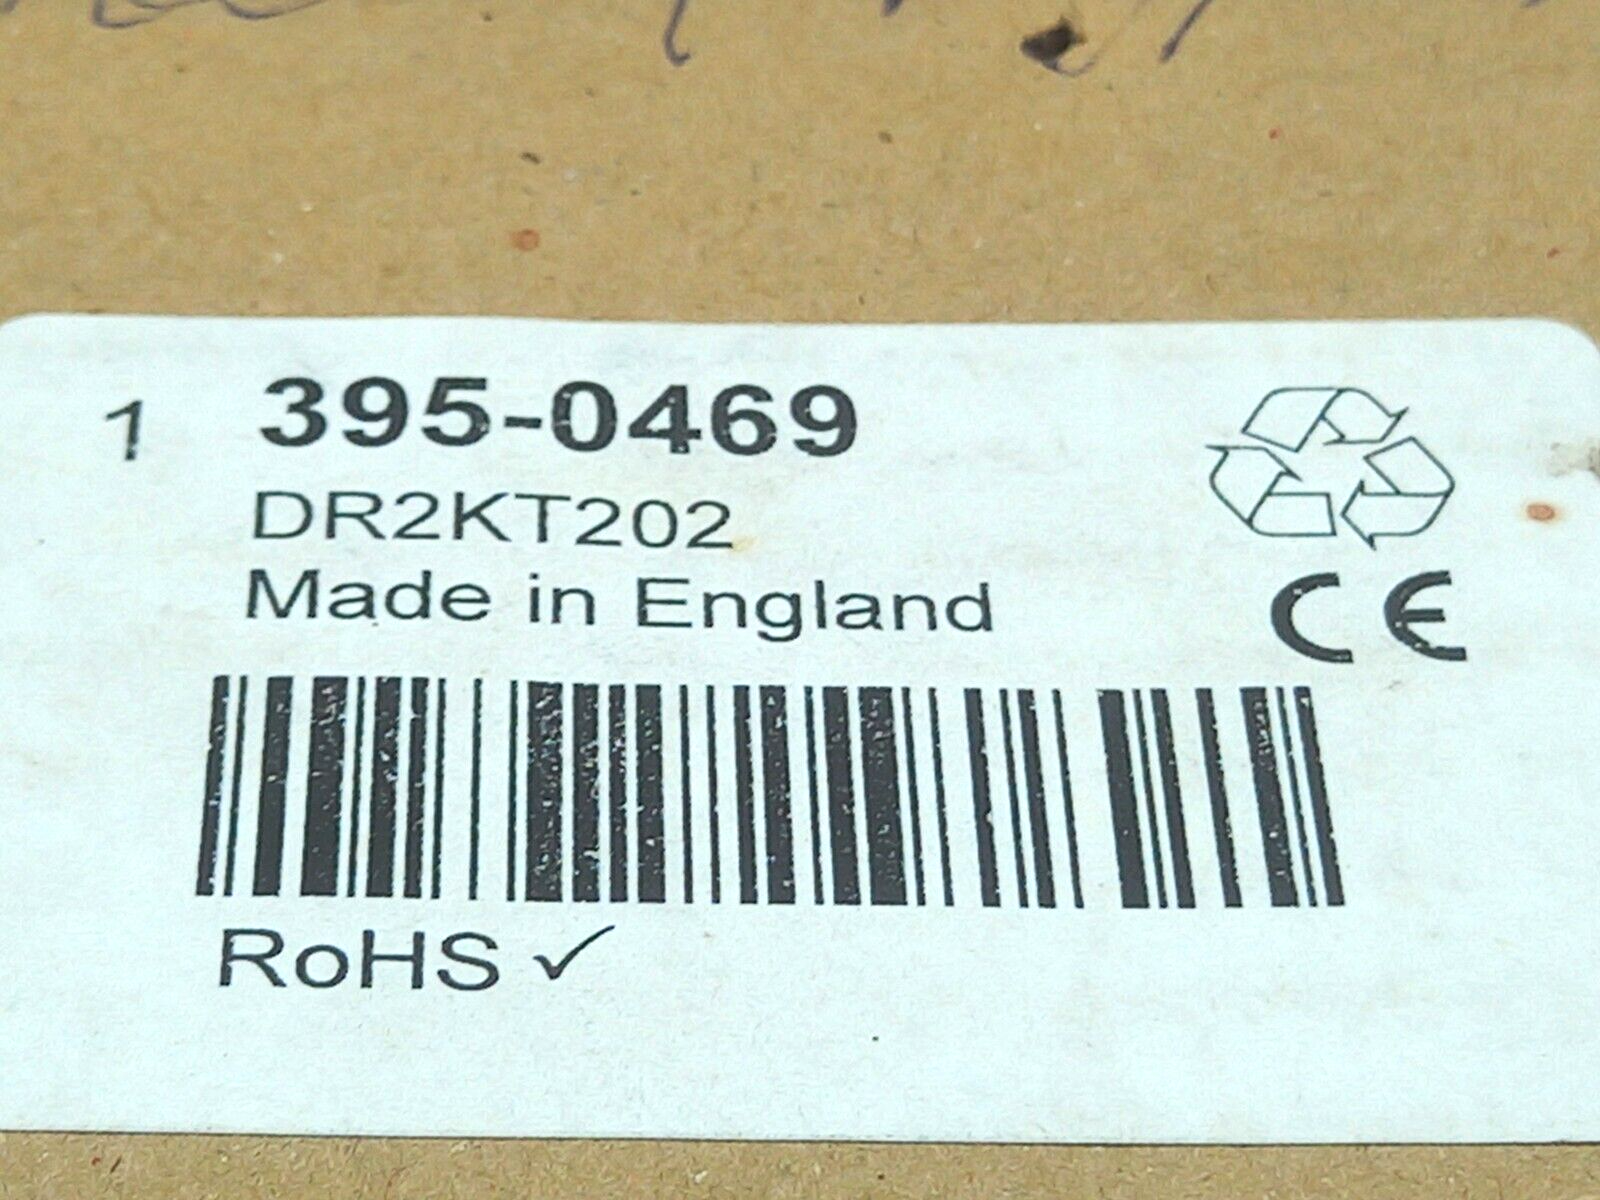 1 395-0469
DR2KT202
Made in England
CE
RoHS ✓